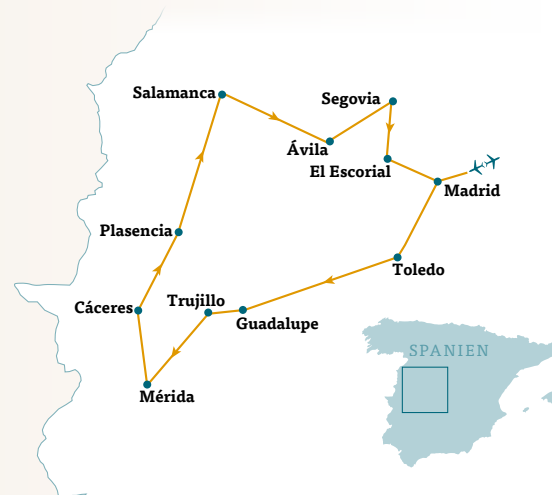 Salamanca
Segovia
Ávila
El Escorial
Madrid
Plasencia
Toledo
Trujillo
Cáceres
Guadalupe
SPANIEN
Mérida